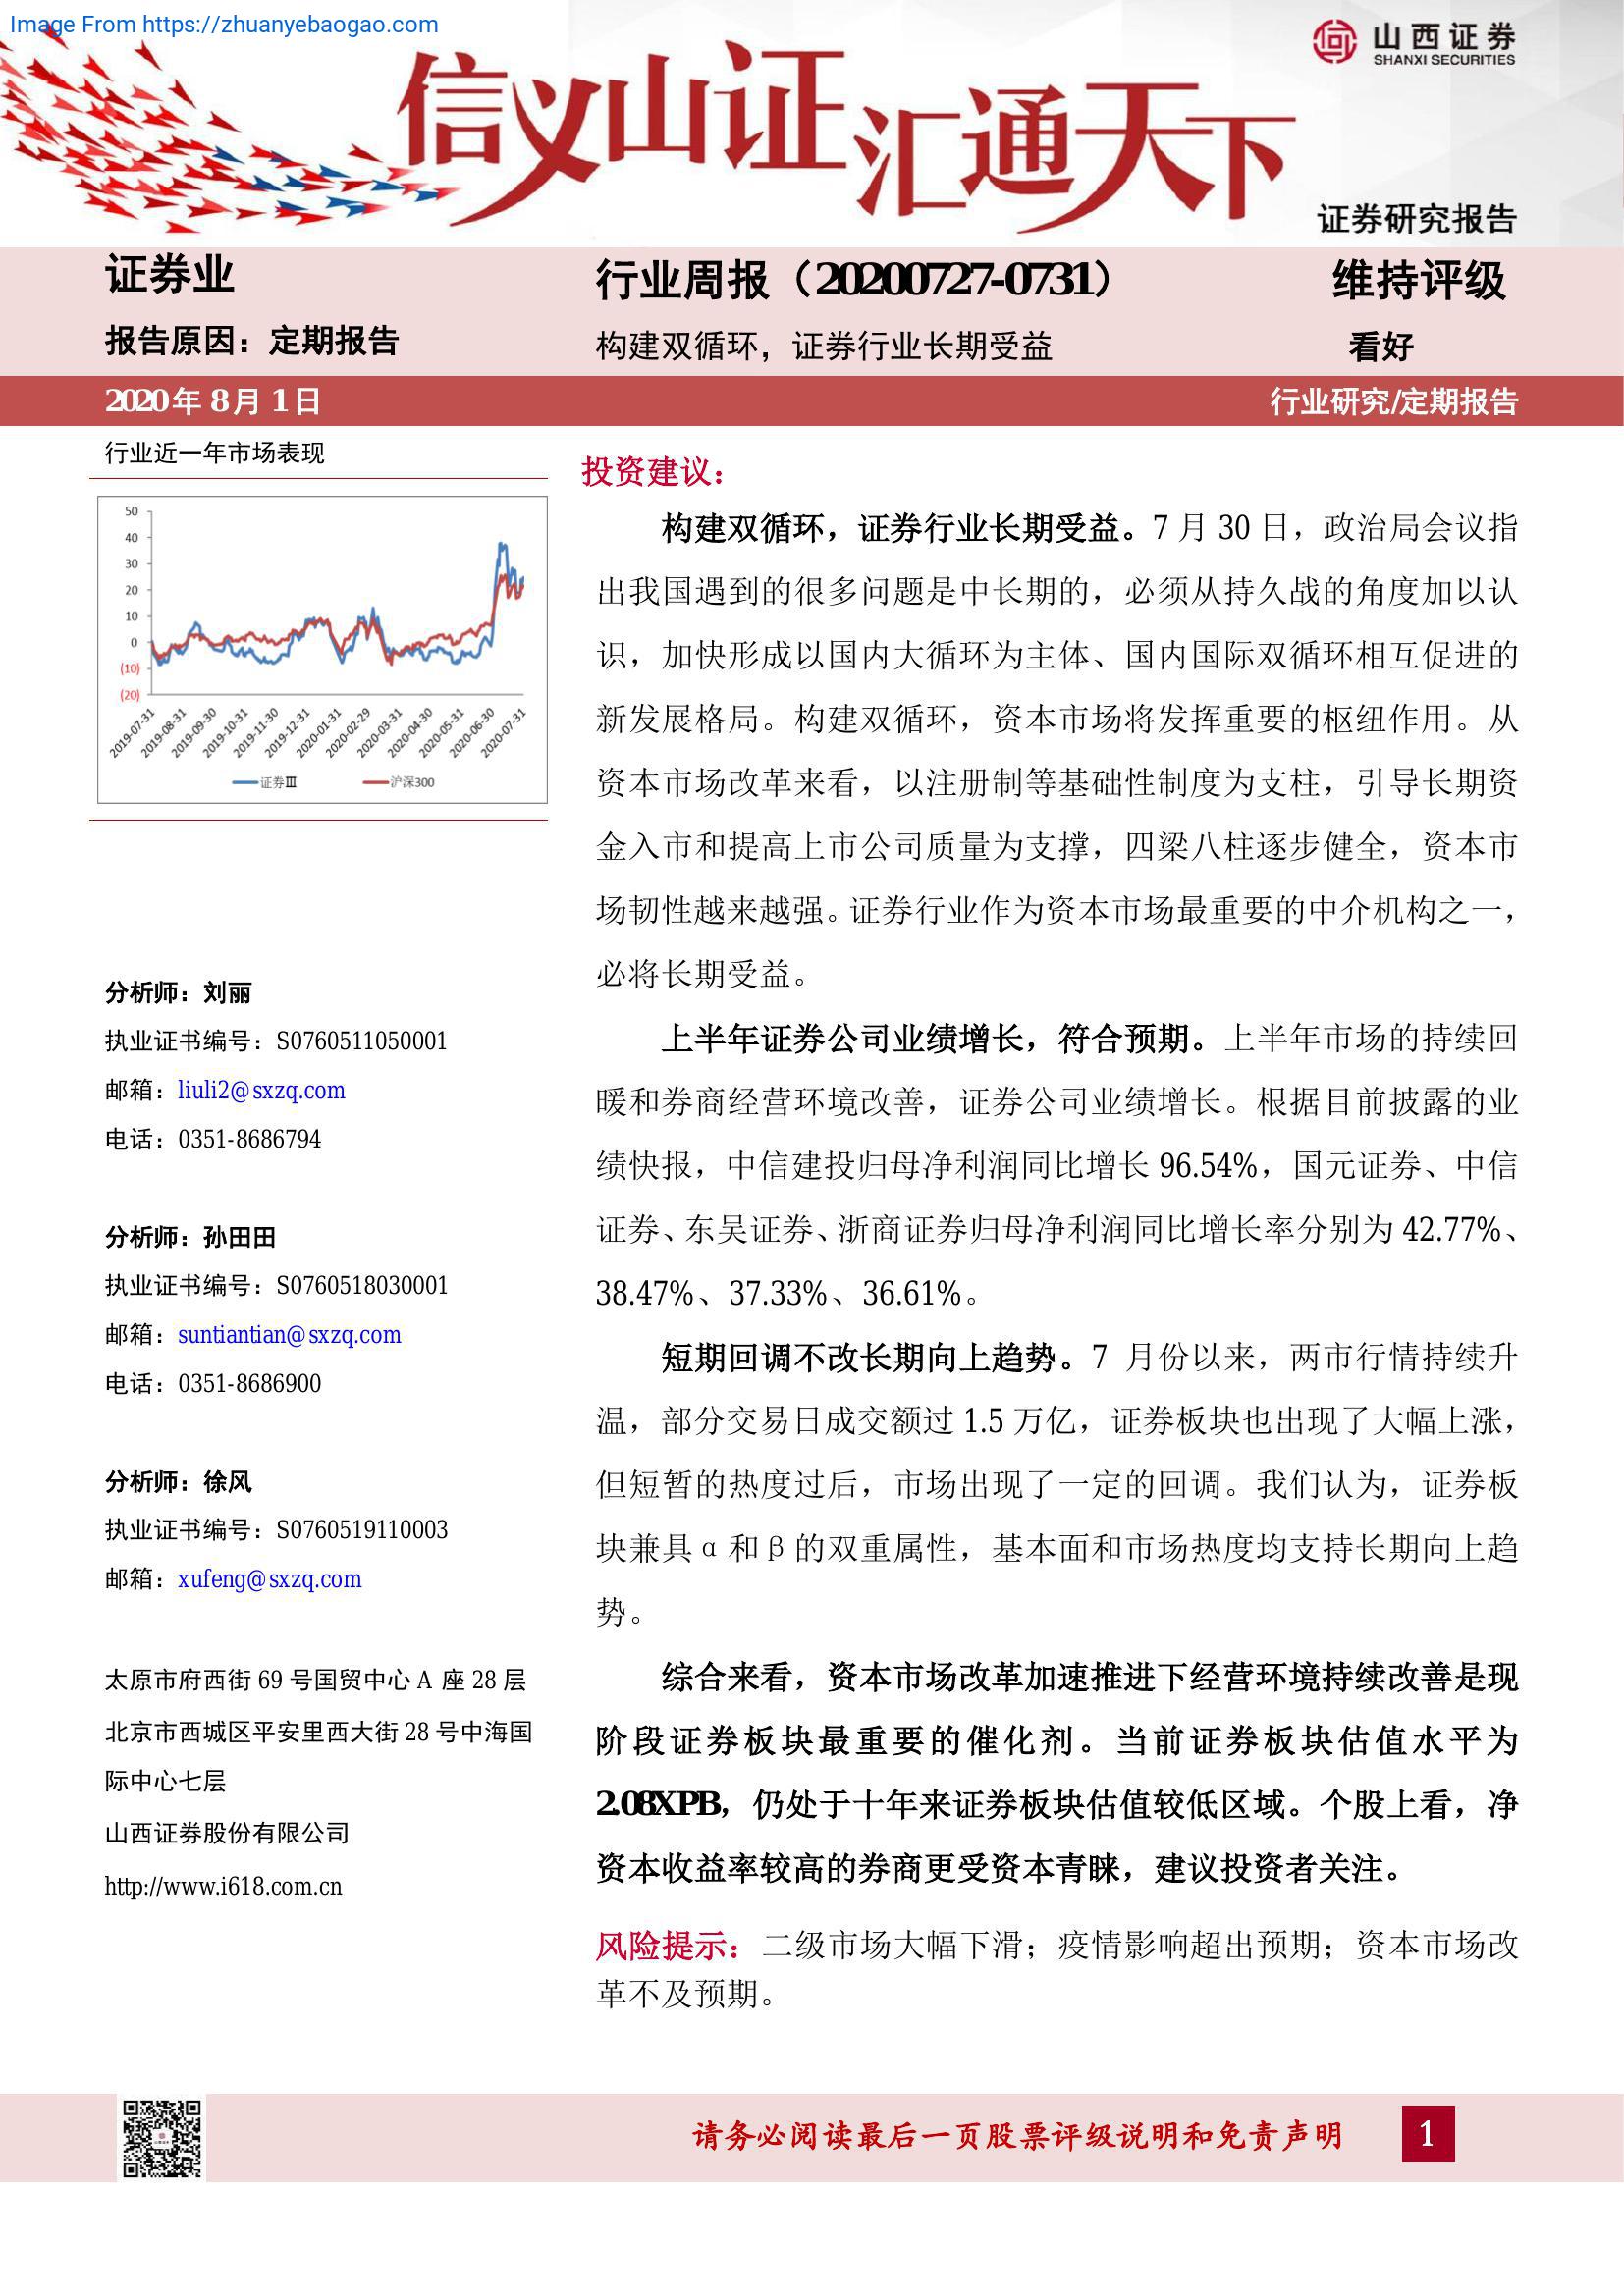 Image From https://zhuanyebaogao.com
山西证券
SHANXI SECURITIES
信义山证汇通天下
证券研究报告
证券业
行业周报（20200727-0731）
维持评级
报告原因：定期报告
构建双循环，证券行业长期受益
看好
2020年 8月 1日
行业研究/定期报告
行业近一年市场表现
50
40
30
20
10
0
(10)
(20)
2019-07-31
2019-08-31
2019-09-30
2019-10-31
2019-11-30
2019-12-31
2020-01-31
2020-02-29
2020-03-31
2020-04-30
2020-05-31
2020-06-30
2020-07-31
证券Ⅲ
沪深300
分析师：刘丽
执业证书编号：S0760511050001
邮箱：liuli2@sxzq.com
电话：0351-8686794
分析师：孙田田
执业证书编号：S0760518030001
邮箱：suntiantian@sxzq.com
电话：0351-8686900
分析师：徐风
执业证书编号：S0760519110003
邮箱：xufeng@sxzq.com
太原市府西街 69 号国贸中心 A 座 28 层
北京市西城区平安里西大街 28 号中海国
际中心七层
山西证券股份有限公司
http://www.i618.com.cn
投资建议：
构建双循环，证券行业长期受益。7 月 30 日，政治局会议指
出我国遇到的很多问题是中长期的，必须从持久战的角度加以认
识，加快形成以国内大循环为主体、国内国际双循环相互促进的
新发展格局。构建双循环，资本市场将发挥重要的枢纽作用。从
资本市场改革来看，以注册制等基础性制度为支柱，引导长期资
金入市和提高上市公司质量为支撑，四梁八柱逐步健全，资本市
场韧性越来越强。证券行业作为资本市场最重要的中介机构之一，
必将长期受益。
上半年证券公司业绩增长，符合预期。上半年市场的持续回
暖和券商经营环境改善，证券公司业绩增长。根据目前披露的业
绩快报，中信建投归母净利润同比增长 96.54%，国元证券、中信
证券、东吴证券、浙商证券归母净利润同比增长率分别为 42.77%、
38.47%、37.33%、36.61%。
短期回调不改长期向上趋势。7 月份以来，两市行情持续升
温，部分交易日成交额过 1.5 万亿，证券板块也出现了大幅上涨，
但短暂的热度过后，市场出现了一定的回调。我们认为，证券板
块兼具 α 和 β 的双重属性，基本面和市场热度均支持长期向上趋
势。
综合来看，资本市场改革加速推进下经营环境持续改善是现
阶段证券板块最重要的催化剂。当前证券板块估值水平为
2.08XPB，仍处于十年来证券板块估值较低区域。个股上看，净
资本收益率较高的券商更受资本青睐，建议投资者关注。
风险提示：二级市场大幅下滑；疫情影响超出预期；资本市场改
革不及预期。
请务必阅读最后一页股票评级说明和免责声明
1